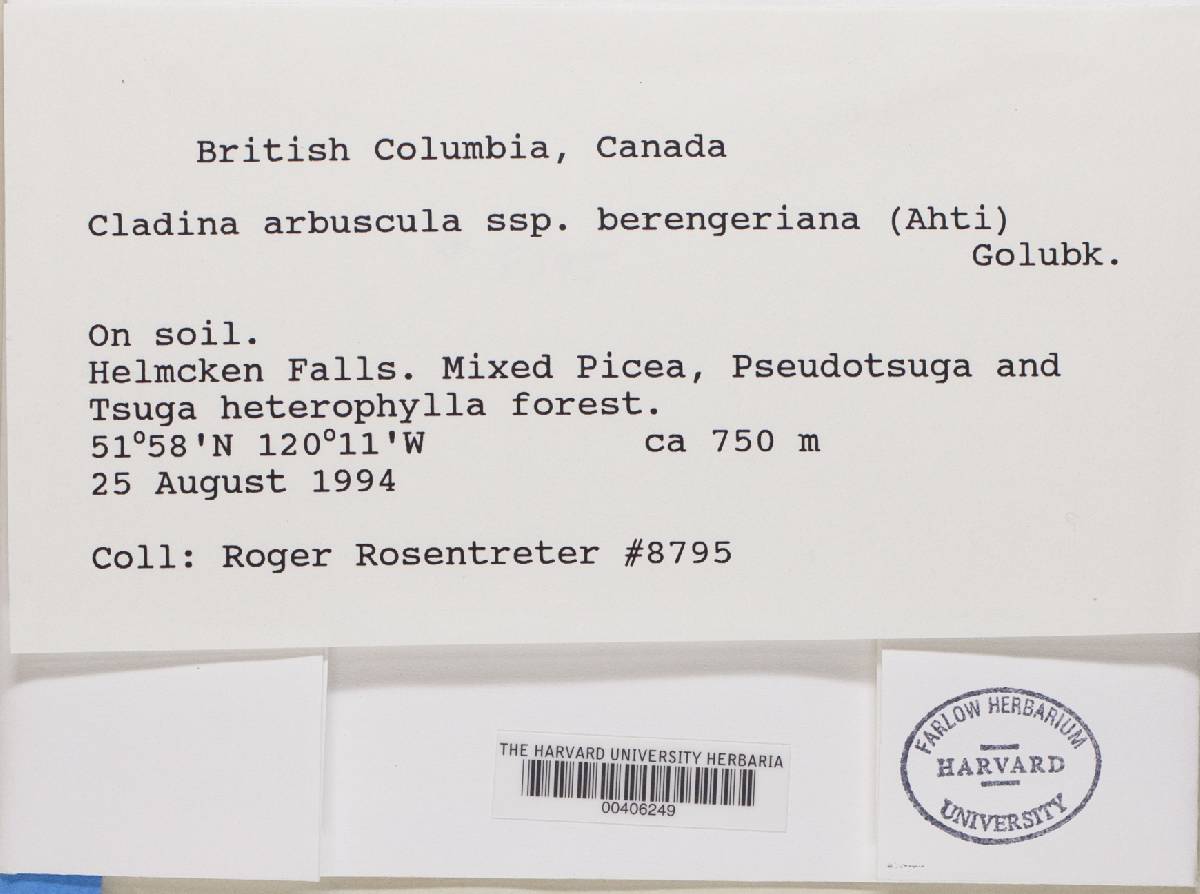 British Columbia, Canada
Cladina arbuscula ssp. berengeriana (Ahti)
Golubk.
On soil.
Helmcken Falls. Mixed Picea, Pseudotsuga and
Tsuga heterophylla forest.
51°58'N 120°11'W ca 750 m
25 August 1994
Coll: Roger Rosentreter #8795
THE HARVARD UNIVERSITY HERBARIA
00406249
FARLOW HERBARIUM
HARVARD
UNIVERSITY